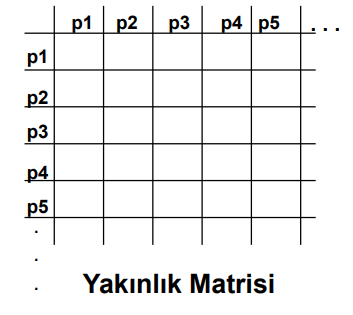 p1 p2 p3 p4 p5 . . .
p1
p2
p3
p4
p5
.
.
.
Yakınlık Matrisi